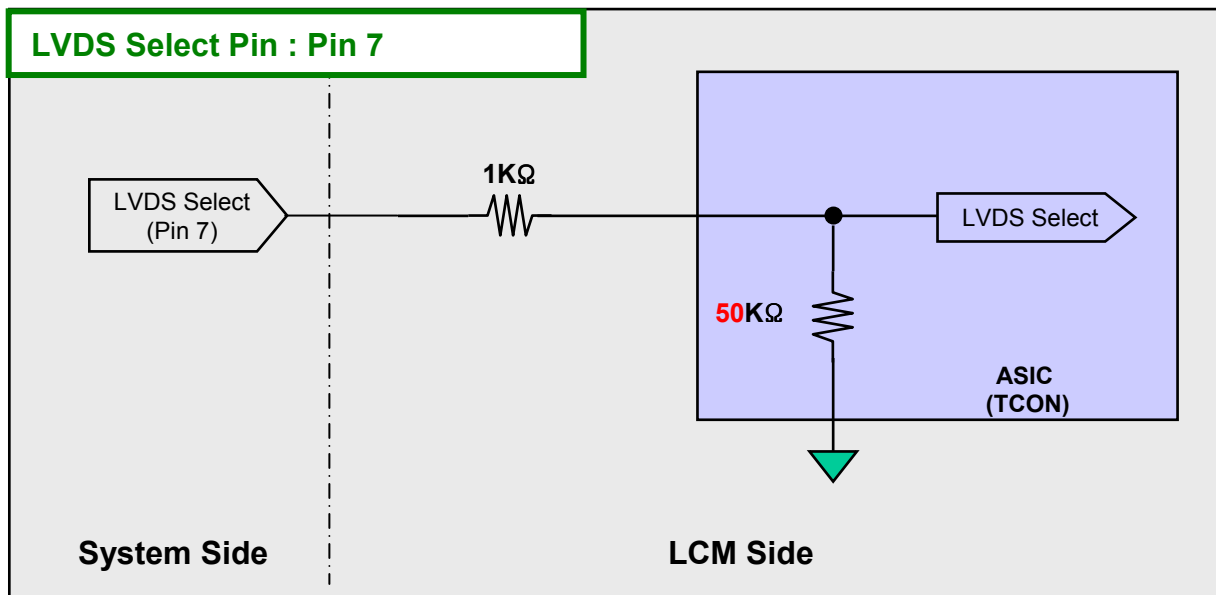 LVDS Select Pin : Pin 7
1KΩ
LVDS Select
(Pin 7)
LVDS Select
50KΩ
ASIC
(TCON)
System Side
LCM Side